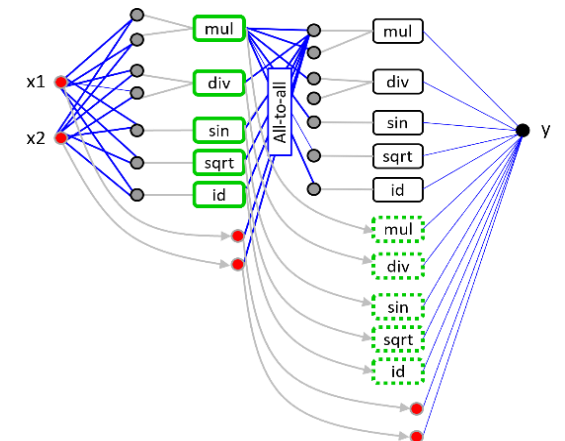 x1
x2
mul
div
sin
sqrt
id
All-to-all
mul
div
sin
sqrt
id
mul
div
sin
sqrt
id
y